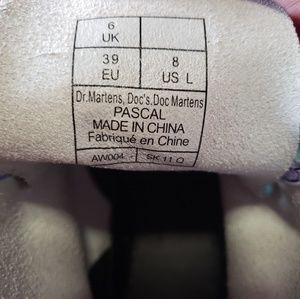 6
UK
39 8
EU US L
Dr.Martens, Doc's, Doc Martens
PASCAL
MADE IN CHINA
Fabriqué en Chine
AW004 - SK 11 Q